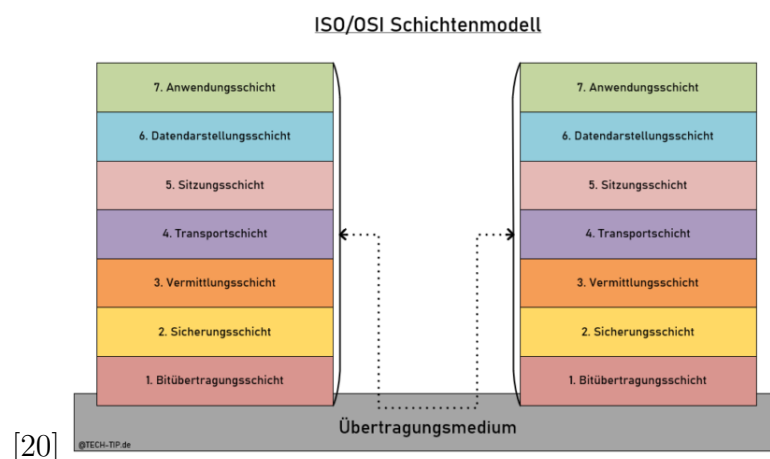 ISO/OSI Schichtenmodell
7. Anwendungsschicht
6. Datendarstellungsschicht
5. Sitzungsschicht
4. Transportschicht
3. Vermittlungsschicht
2. Sicherungsschicht
1. Bitübertragungsschicht
7. Anwendungsschicht
6. Datendarstellungsschicht
5. Sitzungsschicht
4. Transportschicht
3. Vermittlungsschicht
2. Sicherungsschicht
1. Bitübertragungsschicht
Übertragungsmedium
[20]
@TECH-TIP.de